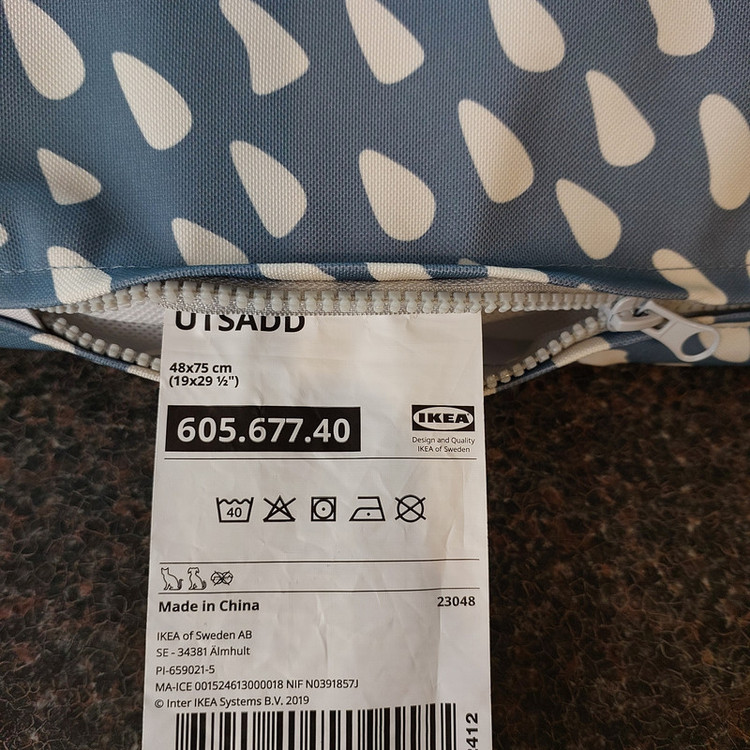 UTSADD
48x75 cm
(19x29 ½")
605.677.40
IKEA
Design and Quality
IKEA of Sweden
40
Made in China
23048
IKEA of Sweden AB
SE - 34381 Älmhult
PI-659021-5
MA-ICE 001524613000018 NIF N0391857J
© Inter IKEA Systems B.V. 2019